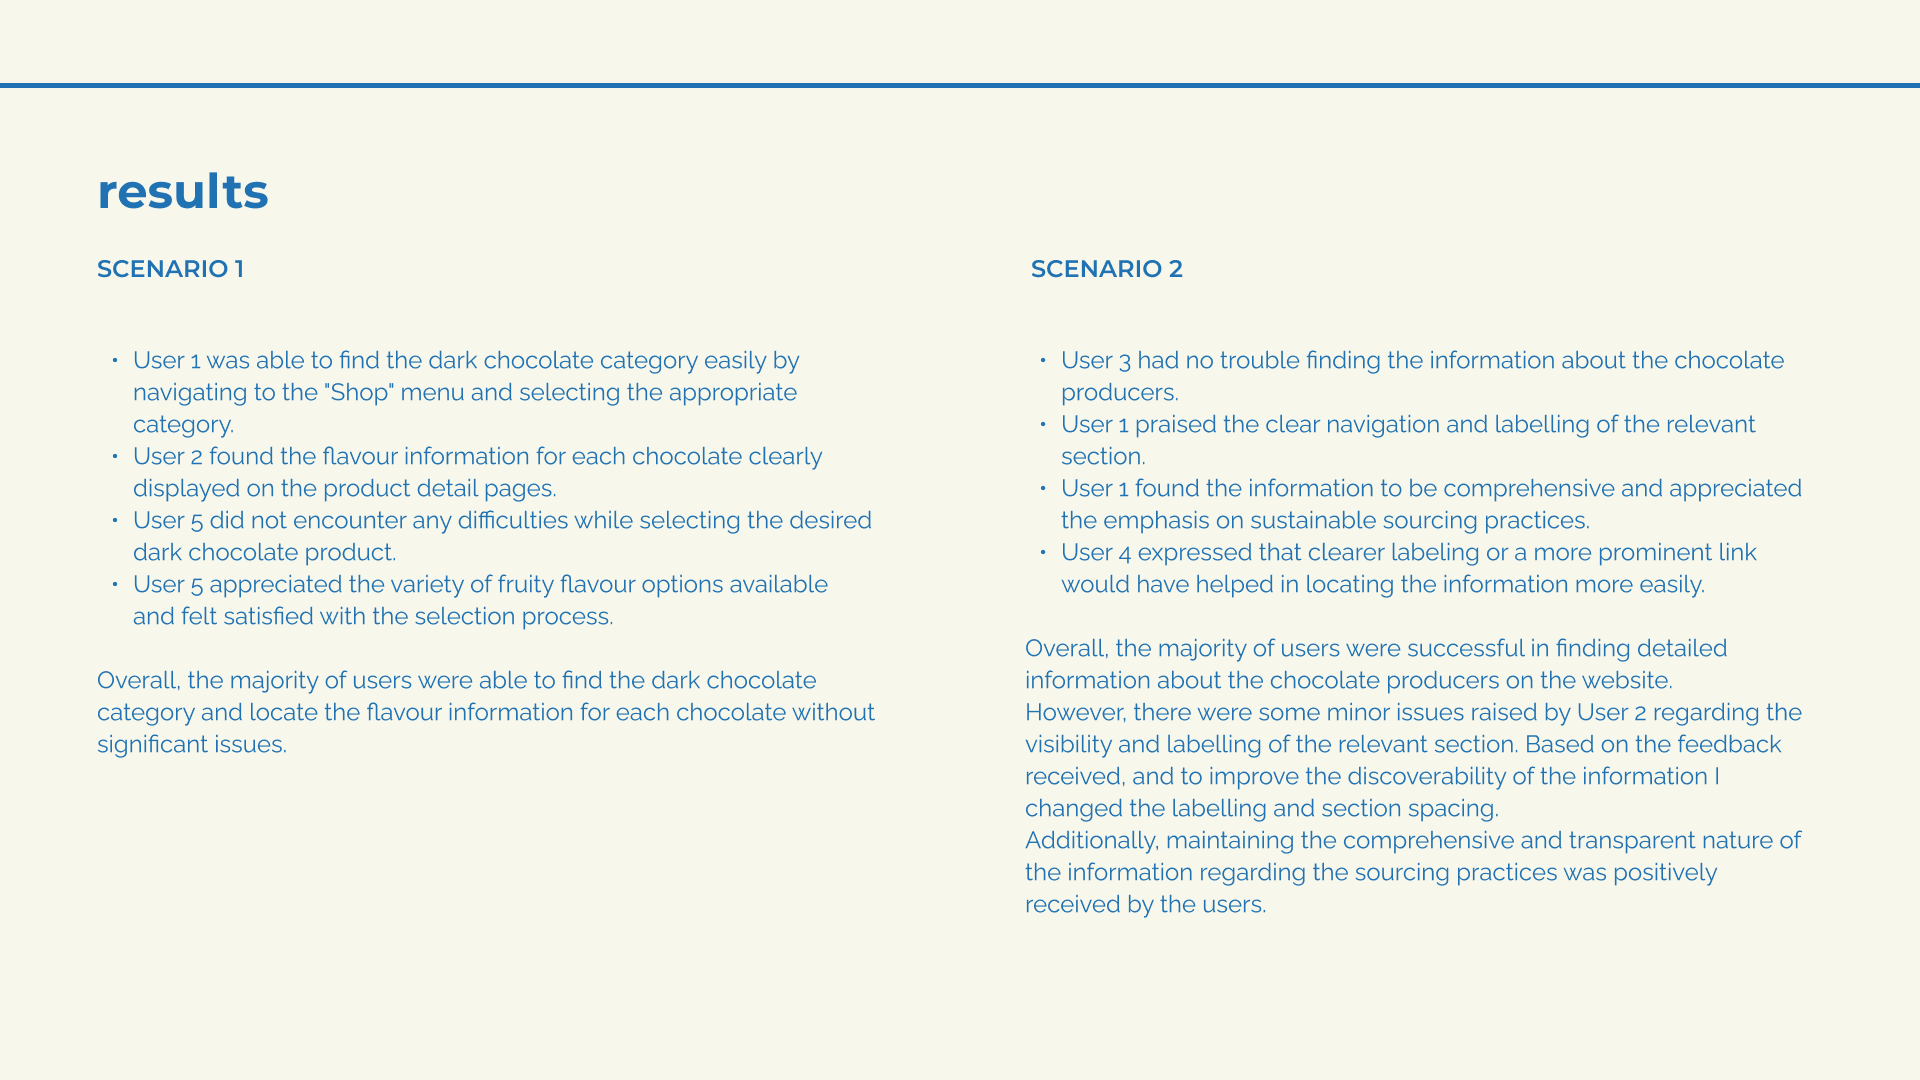 results
SCENARIO 1
• User 1 was able to find the dark chocolate category easily by
navigating to the "Shop" menu and selecting the appropriate
category.
• User 2 found the flavour information for each chocolate clearly
displayed on the product detail pages.
• User 5 did not encounter any difficulties while selecting the desired
dark chocolate product.
• User 5 appreciated the variety of fruity flavour options available
and felt satisfied with the selection process.
Overall, the majority of users were able to find the dark chocolate
category and locate the flavour information for each chocolate without
significant issues.
SCENARIO 2
• User 3 had no trouble finding the information about the chocolate
producers.
• User 1 praised the clear navigation and labelling of the relevant
section.
• User 1 found the information to be comprehensive and appreciated
the emphasis on sustainable sourcing practices.
• User 4 expressed that clearer labeling or a more prominent link
would have helped in locating the information more easily.
Overall, the majority of users were successful in finding detailed
information about the chocolate producers on the website.
However, there were some minor issues raised by User 2 regarding the
visibility and labelling of the relevant section. Based on the feedback
received, and to improve the discoverability of the information I
changed the labelling and section spacing.
Additionally, maintaining the comprehensive and transparent nature of
the information regarding the sourcing practices was positively
received by the users.